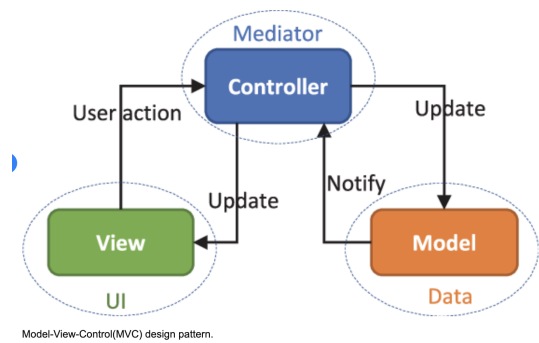 Mediator
Controller
User action
Update
Update
Notify
View
Model
UI
Data
Model-View-Control(MVC) design pattern.